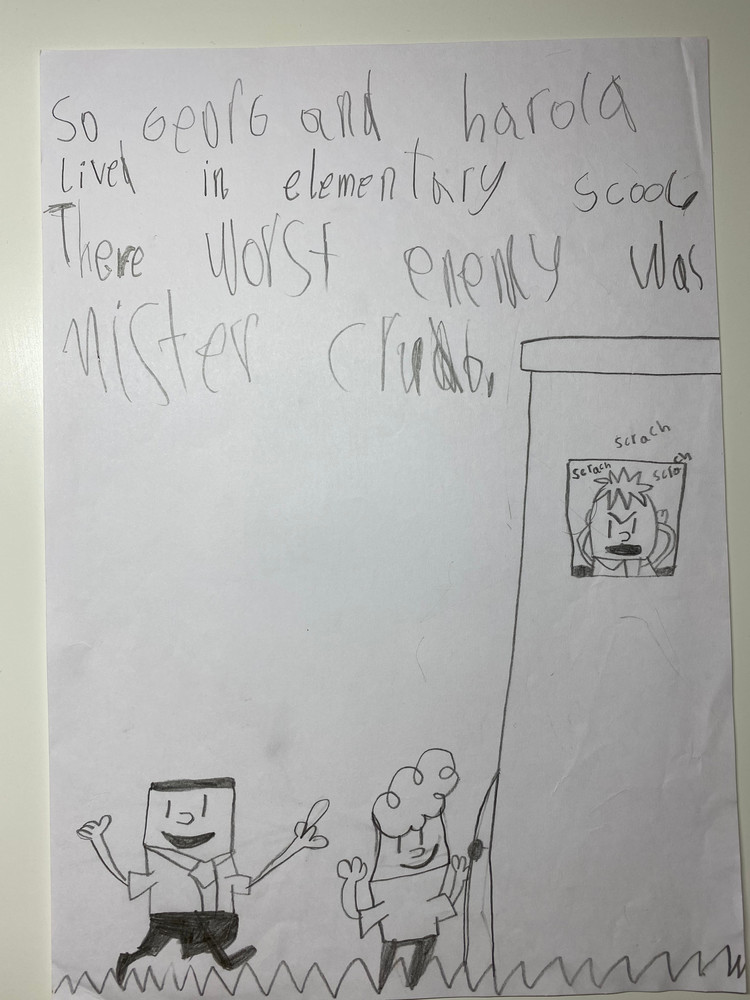 So georg and harold
Lived in elementary scool
There worst enemy was
Mister crubb.
scrach
scrach
scrach